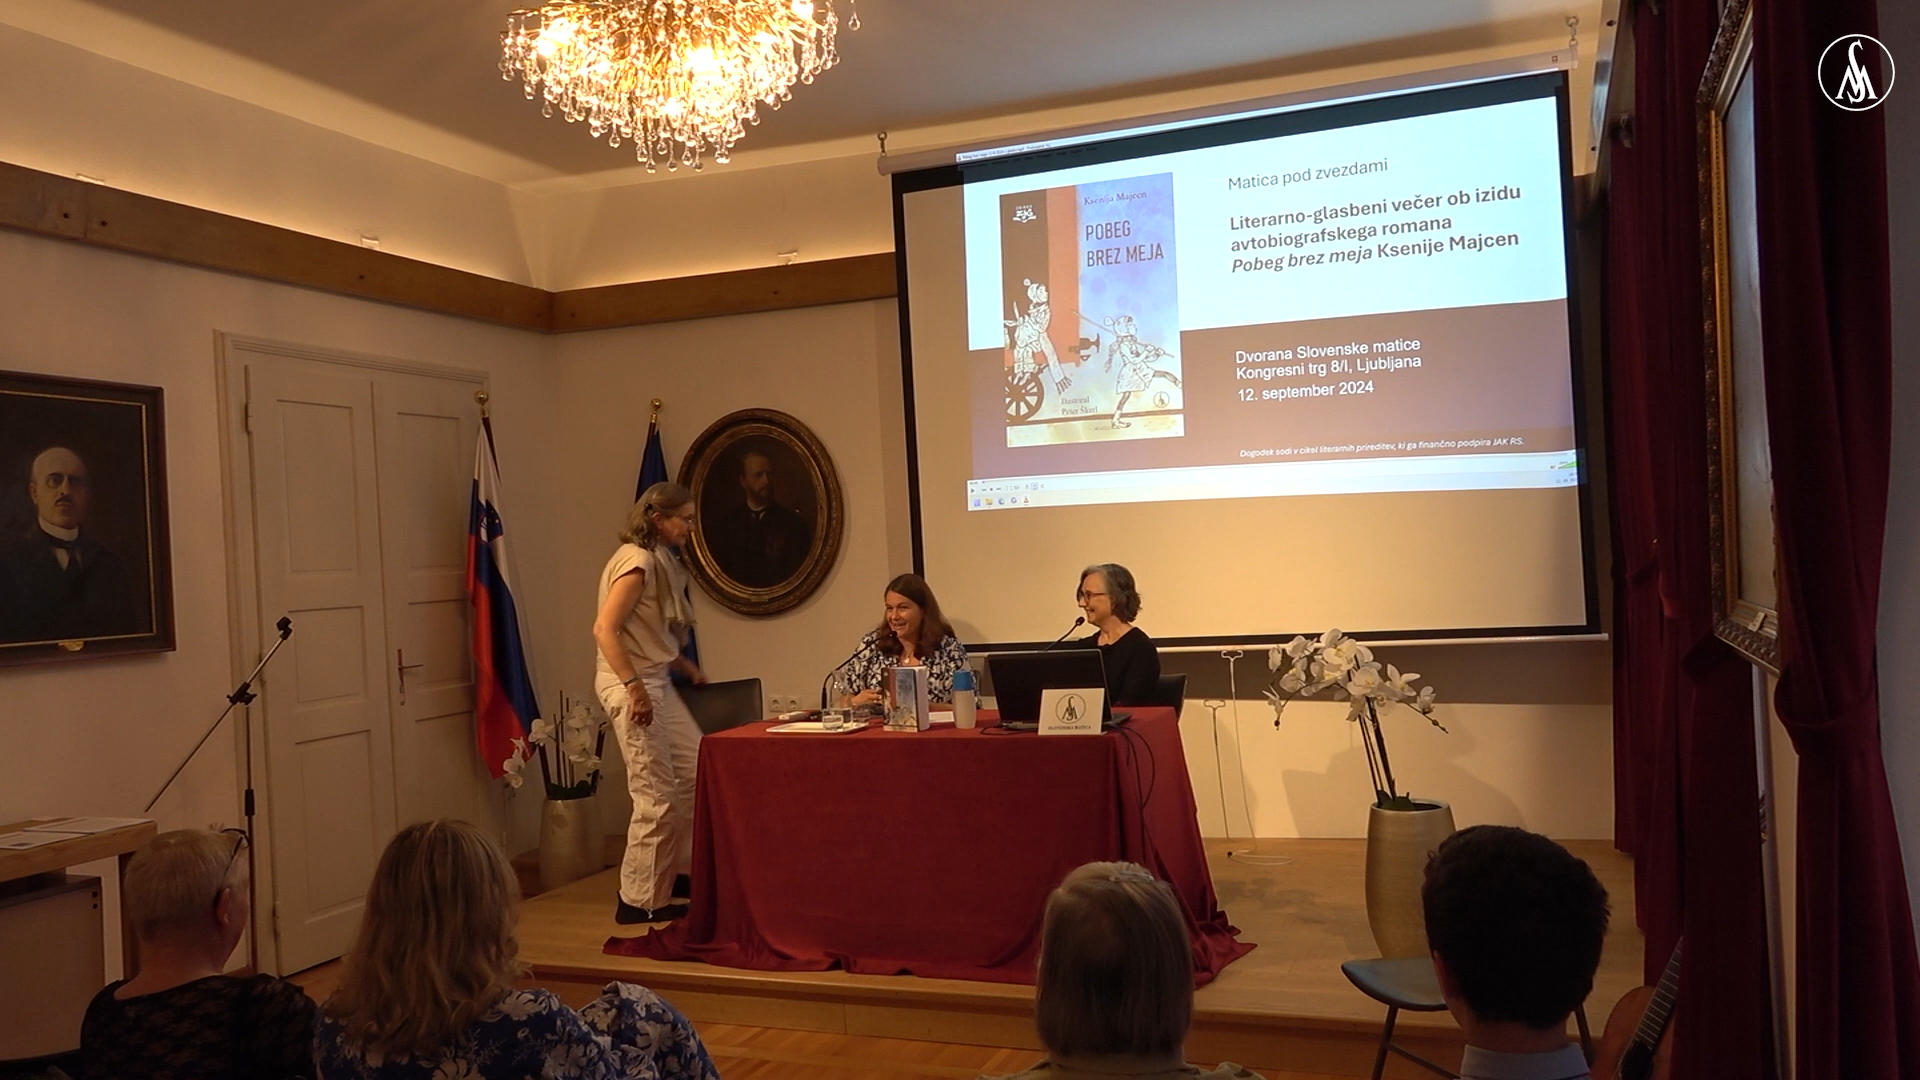 Matica pod zvezdami
Literarno-glasbeni večer ob izidu
avtobiografskega romana
Pobeg brez meja Ksenije Majcen
Dvorana Slovenske matice
Kongresni trg 8/I, Ljubljana
12. september 2024
Dogodek sodi v cikel literarnih prireditev, ki ga finančno podpira JAK RS.
Ksenija Majcen
POBEG
BREZ MEJA
Ilustriral
Peter Škerl
SLOVENSKA MATICA